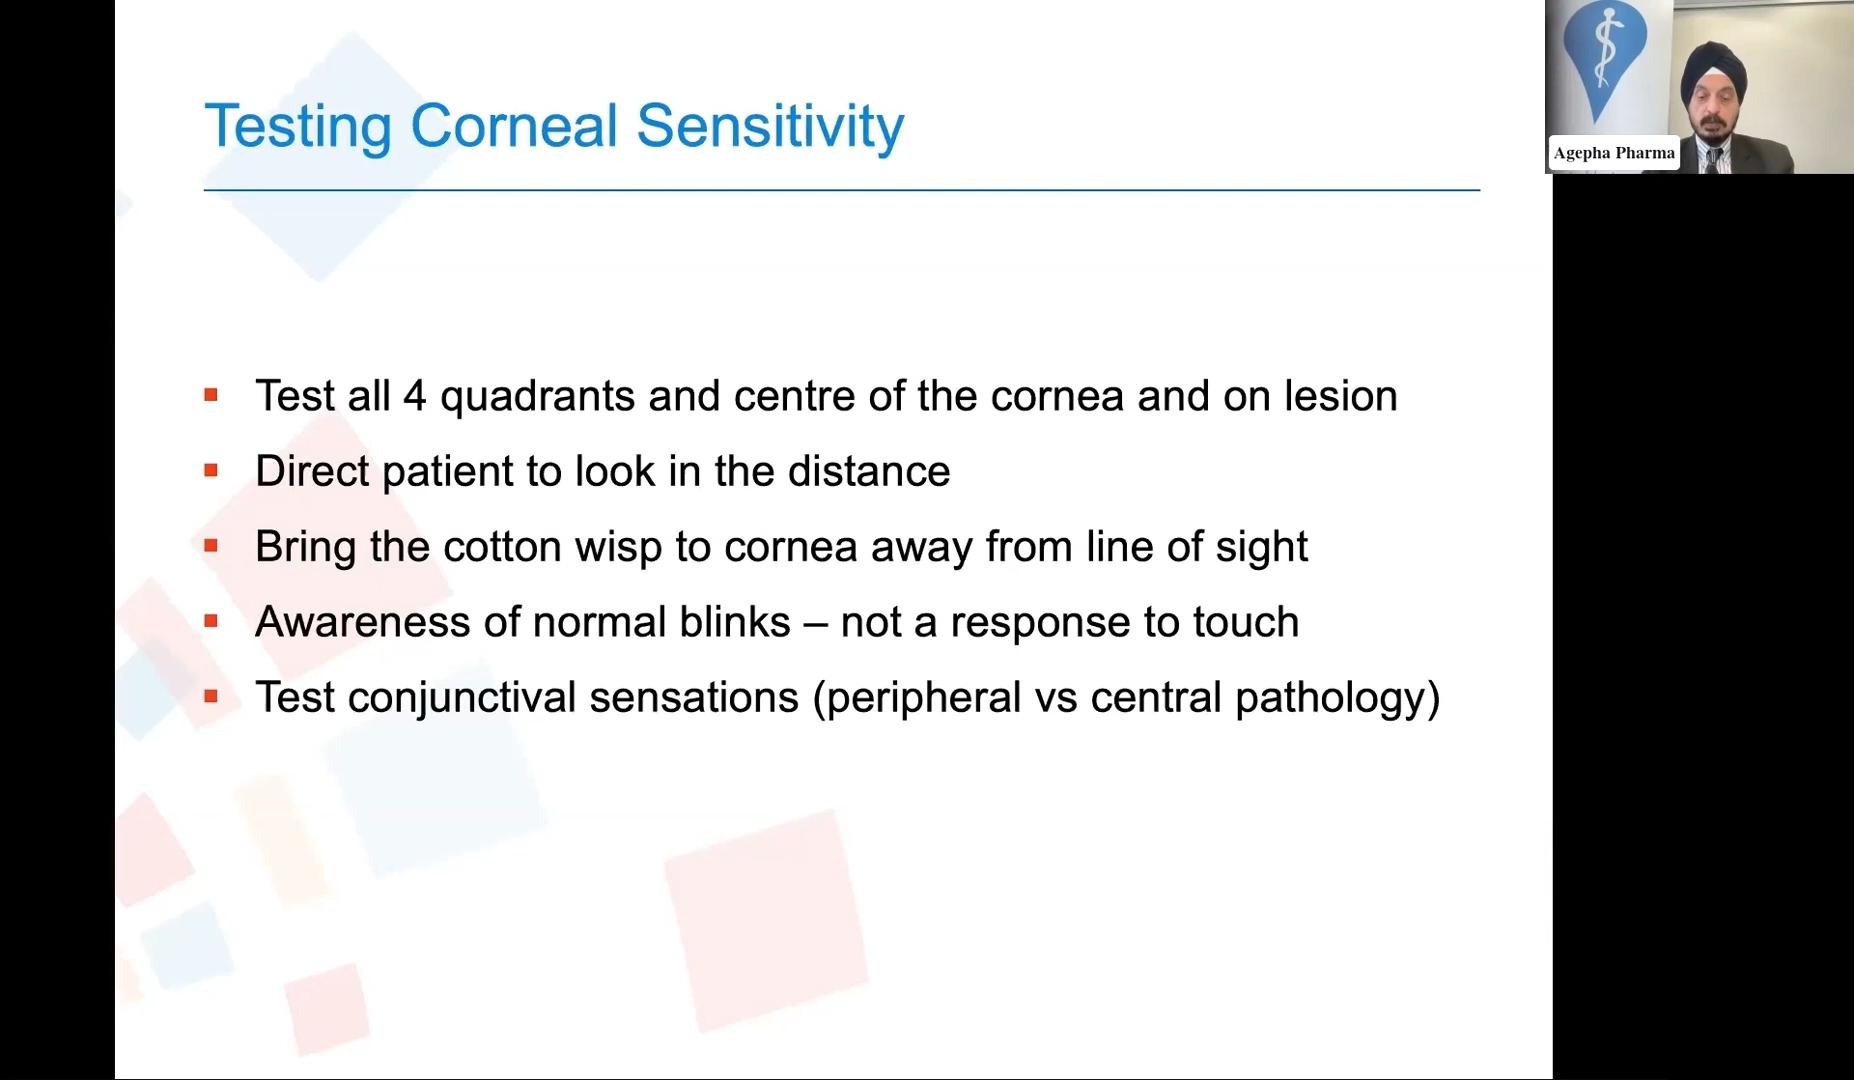 Testing Corneal Sensitivity
Agepha Pharma
Test all 4 quadrants and centre of the cornea and on lesion
Direct patient to look in the distance
Bring the cotton wisp to cornea away from line of sight
Awareness of normal blinks – not a response to touch
Test conjunctival sensations (peripheral vs central pathology)